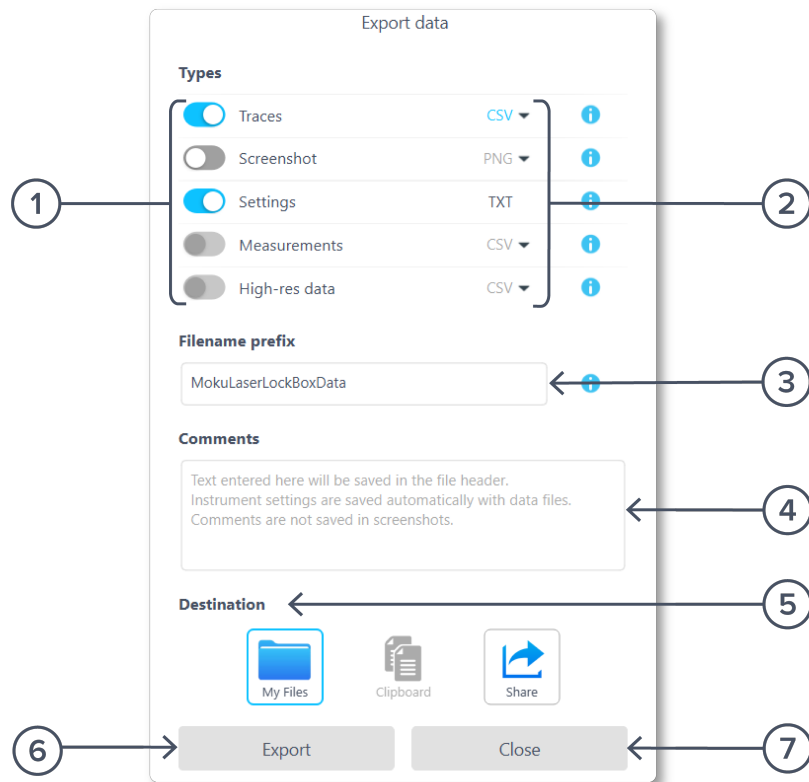 Export data
Types
Traces CSV
Screenshot PNG
Settings TXT
1
2
Measurements CSV
High-res data CSV
Filename prefix
MokuLaserLockBoxData
3
Comments
Text entered here will be saved in the file header.
Instrument settings are saved automatically with data files.
Comments are not saved in screenshots.
4
Destination
5
My Files Clipboard Share
6 Export Close 7